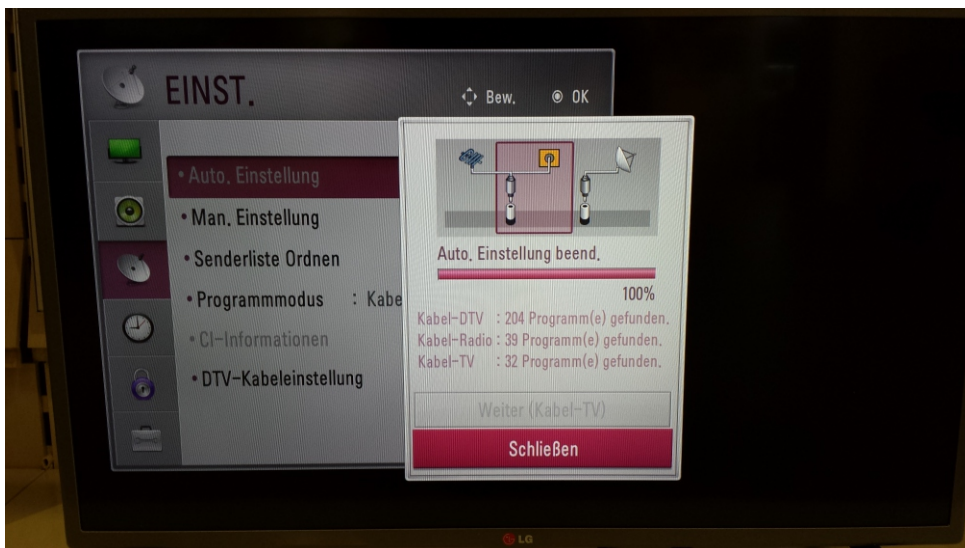 EINST.
Bew. OK
Auto. Einstellung
Man. Einstellung
Senderliste Ordnen
Programmmodus : Kabe
CI-Informationen
DTV-Kabeleinstellung
Auto. Einstellung beend.
100%
Kabel-DTV : 204 Programm(e) gefunden.
Kabel-Radio : 39 Programm(e) gefunden.
Kabel-TV : 32 Programm(e) gefunden.
Weiter (Kabel-TV)
Schließen
LG